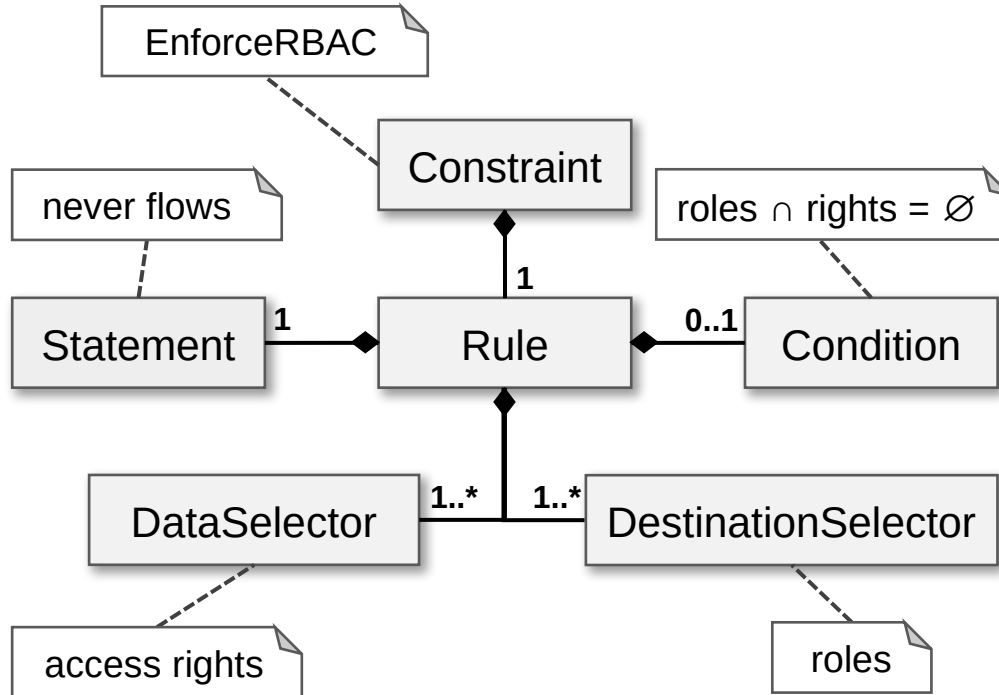 EnforceRBAC
Constraint
never flows
roles ∩ rights = ∅
1
1
0..1
Statement
Rule
Condition
1..*
1..*
DataSelector
DestinationSelector
access rights
roles